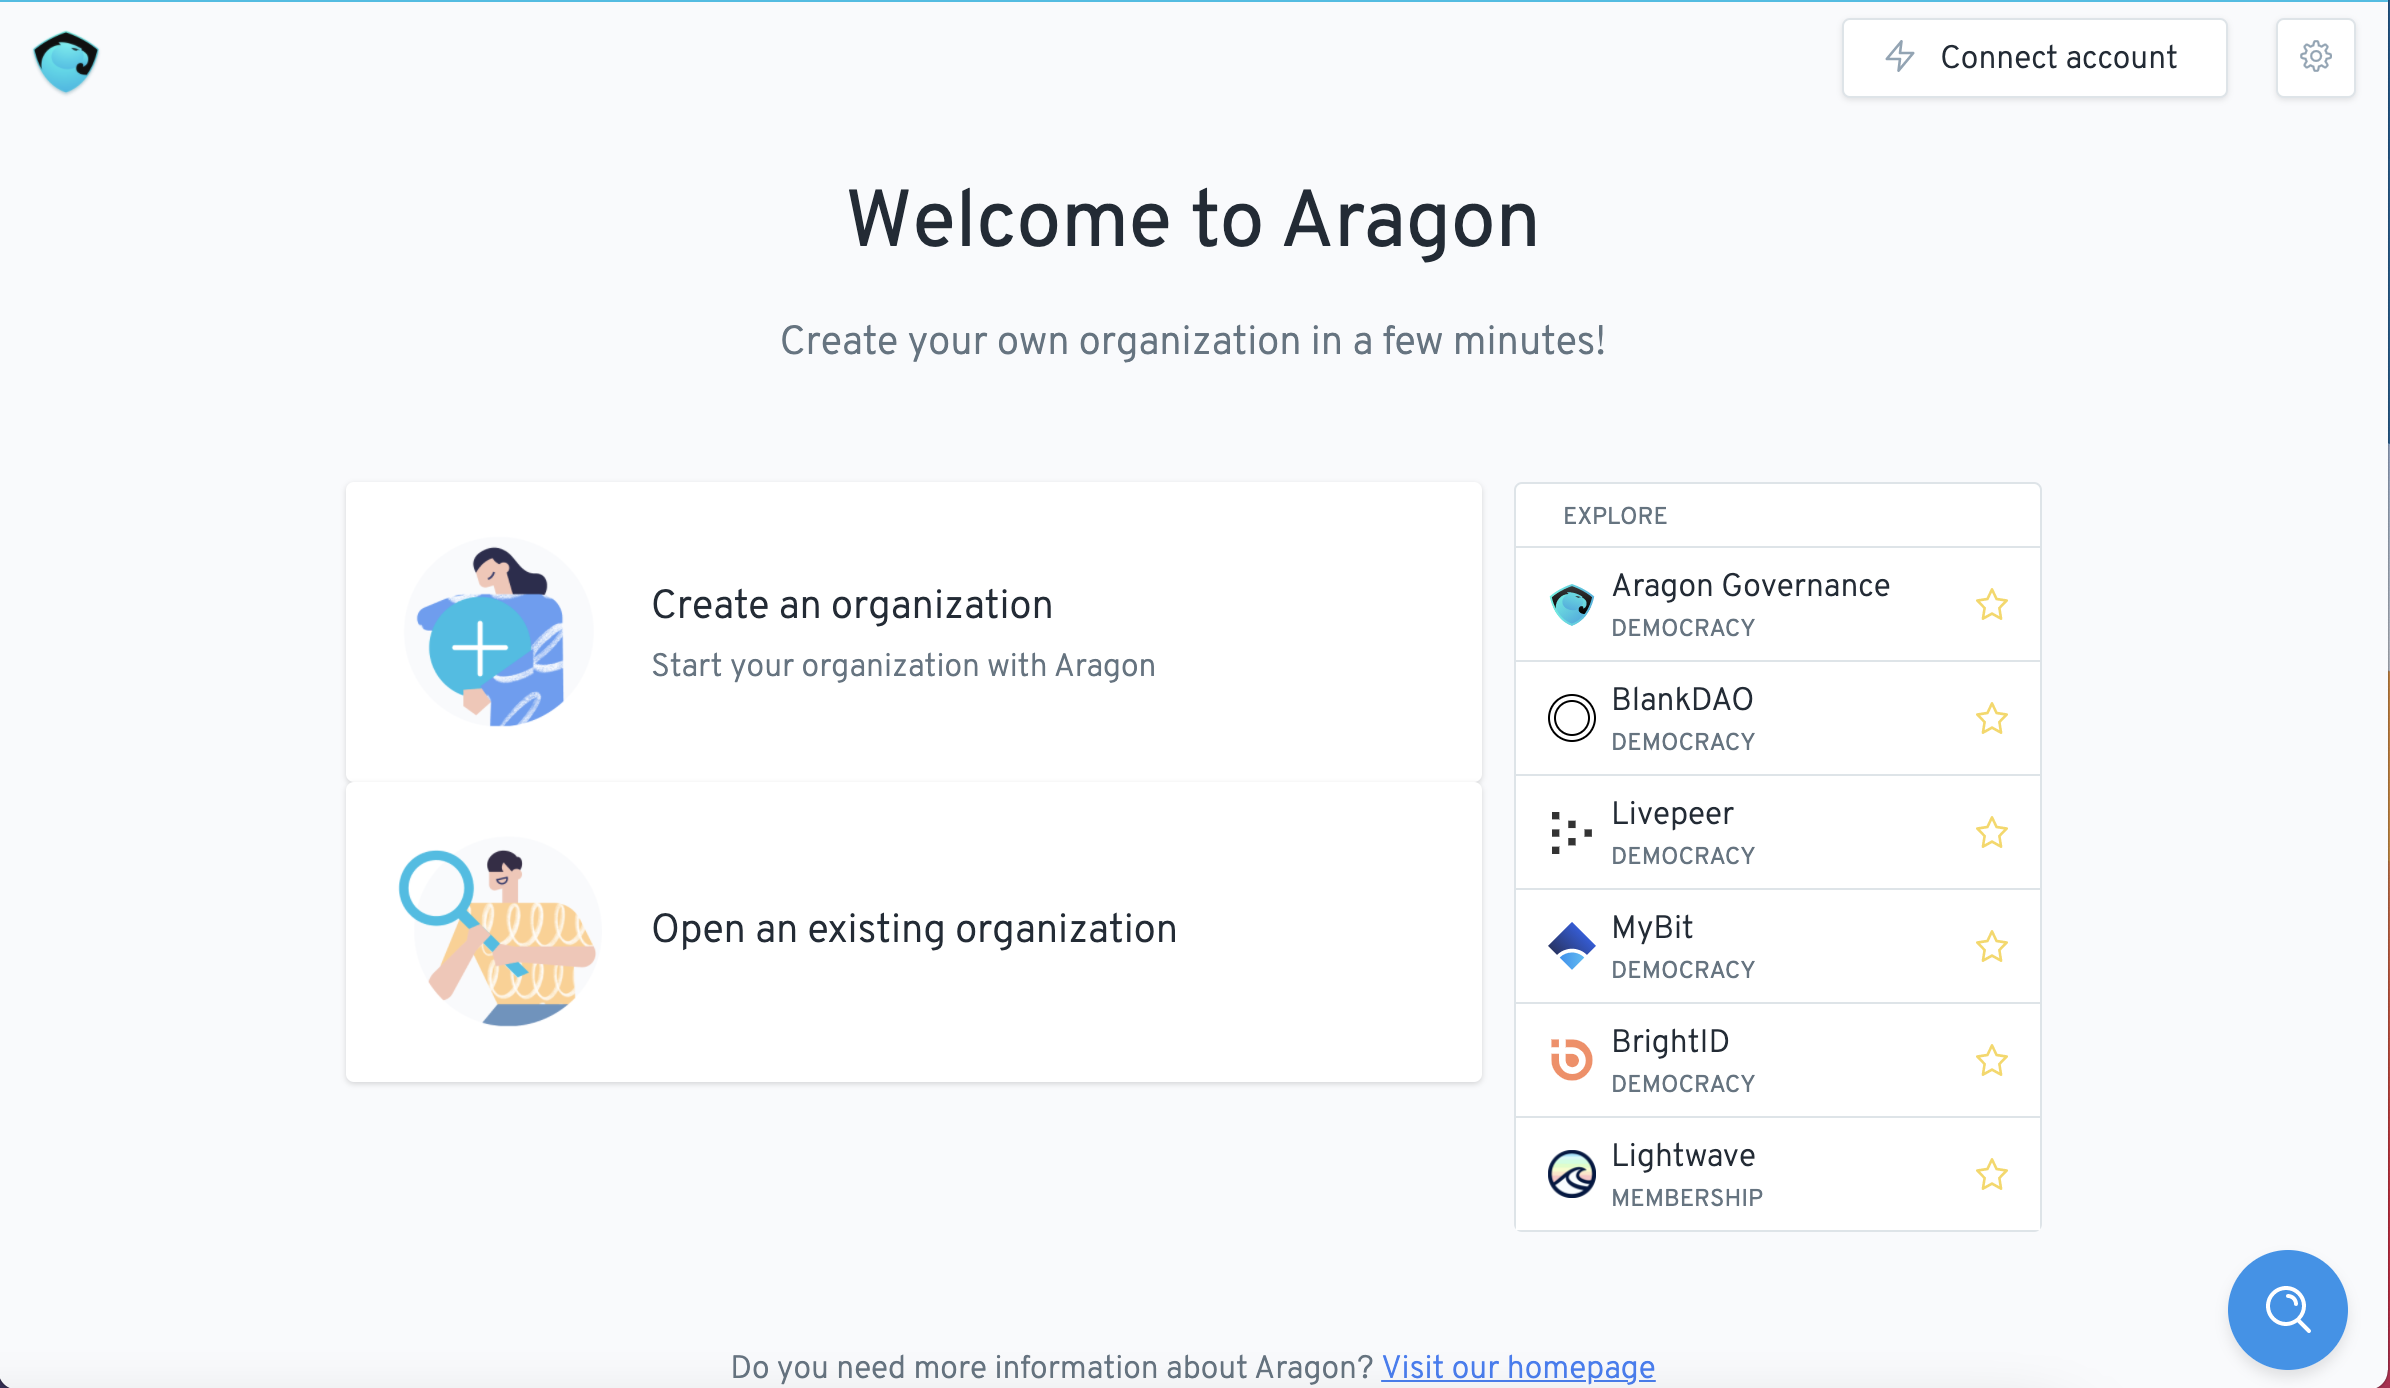 Connect account
Welcome to Aragon
Create your own organization in a few minutes!
Create an organization
Start your organization with Aragon
Open an existing organization
EXPLORE
Aragon Governance
DEMOCRACY
BlankDAO
DEMOCRACY
Livepeer
DEMOCRACY
MyBit
DEMOCRACY
BrightID
DEMOCRACY
Lightwave
MEMBERSHIP
Do you need more information about Aragon? Visit our homepage